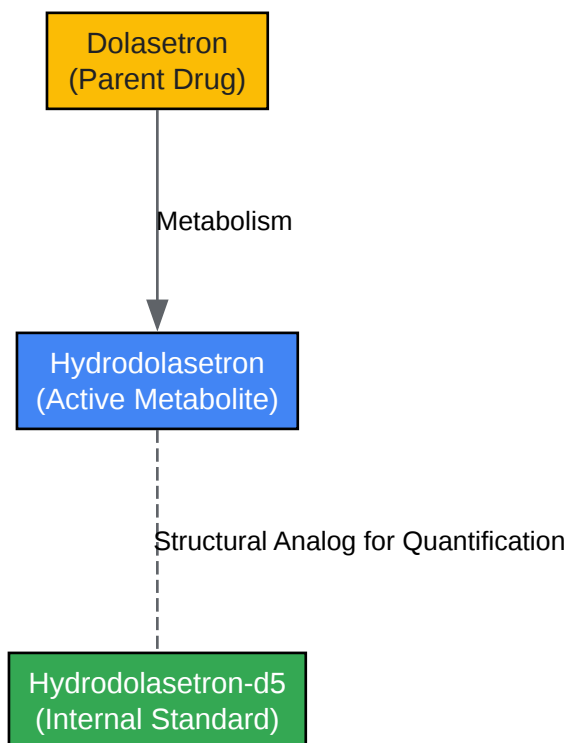 Dolasetron
(Parent Drug)
Metabolism
Hydrodolasetron
(Active Metabolite)
Structural Analog for Quantification
Hydrodolasetron-d5
(Internal Standard)